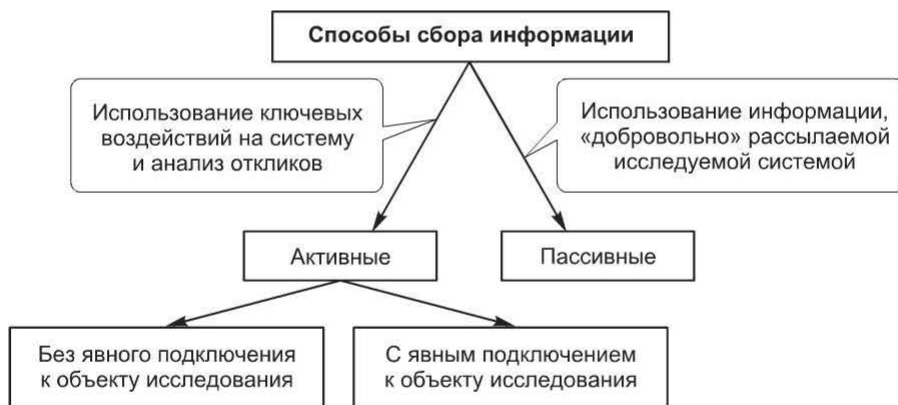 Способы сбора информации
Использование ключевых
воздействий на систему
и анализ откликов
Использование информации,
«добровольно» рассылаемой
исследуемой системой
Активные
Пассивные
Без явного подключения
к объекту исследования
С явным подключением
к объекту исследования